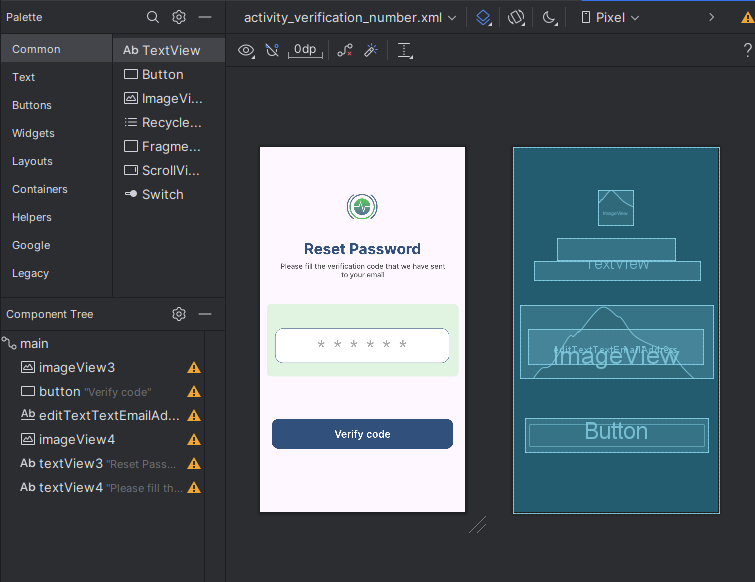 Palette
activity_verification_number.xml
Pixel
Common
Ab TextView
0dp
?
Text
Button
Buttons
ImageVi...
Widgets
Recycle...
Layouts
Fragme...
Containers
ScrollVi...
Helpers
Switch
Google
Legacy
Component Tree
main
imageView3
button "Verify code"
Ab editTextTextEmailAd...
imageView4
Ab textView3 "Reset Pass...
Ab textView4 "Please fill th...
Reset Password
Please fill the verification code that we have sent
to your email
* * * * * *
Verify code
ImageView
TextView
editTextTextEmailAddress
ImageView
Button